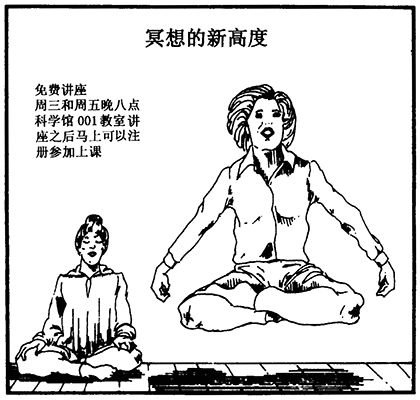 冥想的新高度
免费讲座
周三和周五晚八点
科学馆 001 教室讲
座之后马上可以注
册参加上课